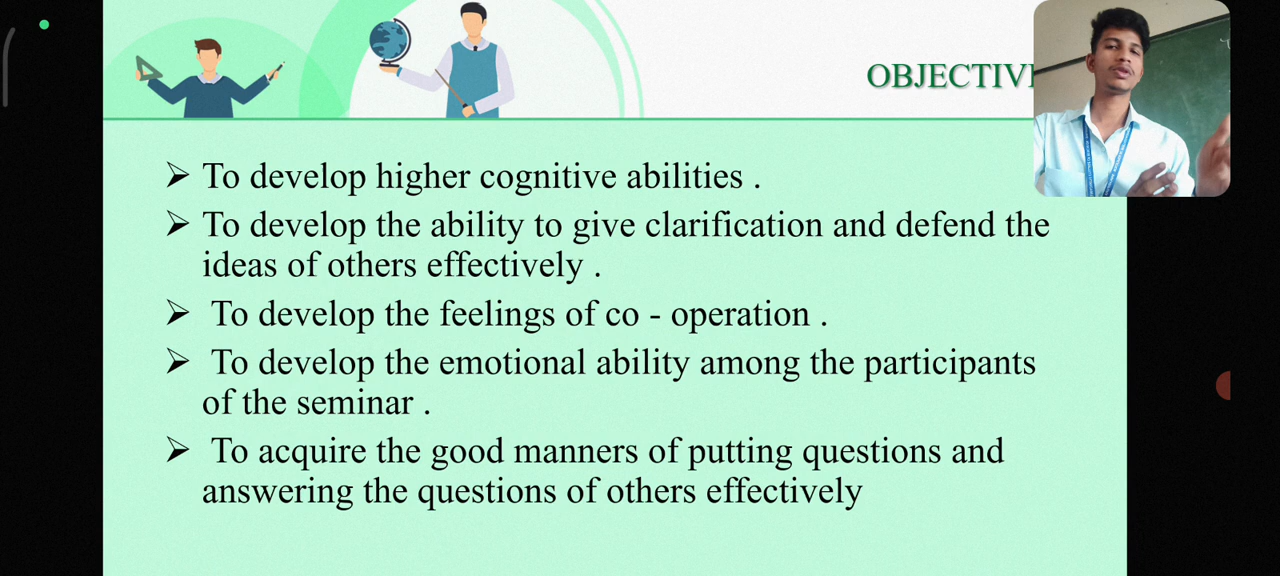 ➢ To develop higher cognitive abilities .
➢ To develop the ability to give clarification and defend the
ideas of others effectively .
➢ To develop the feelings of co - operation .
➢ To develop the emotional ability among the participants
of the seminar .
➢ To acquire the good manners of putting questions and
answering the questions of others effectively